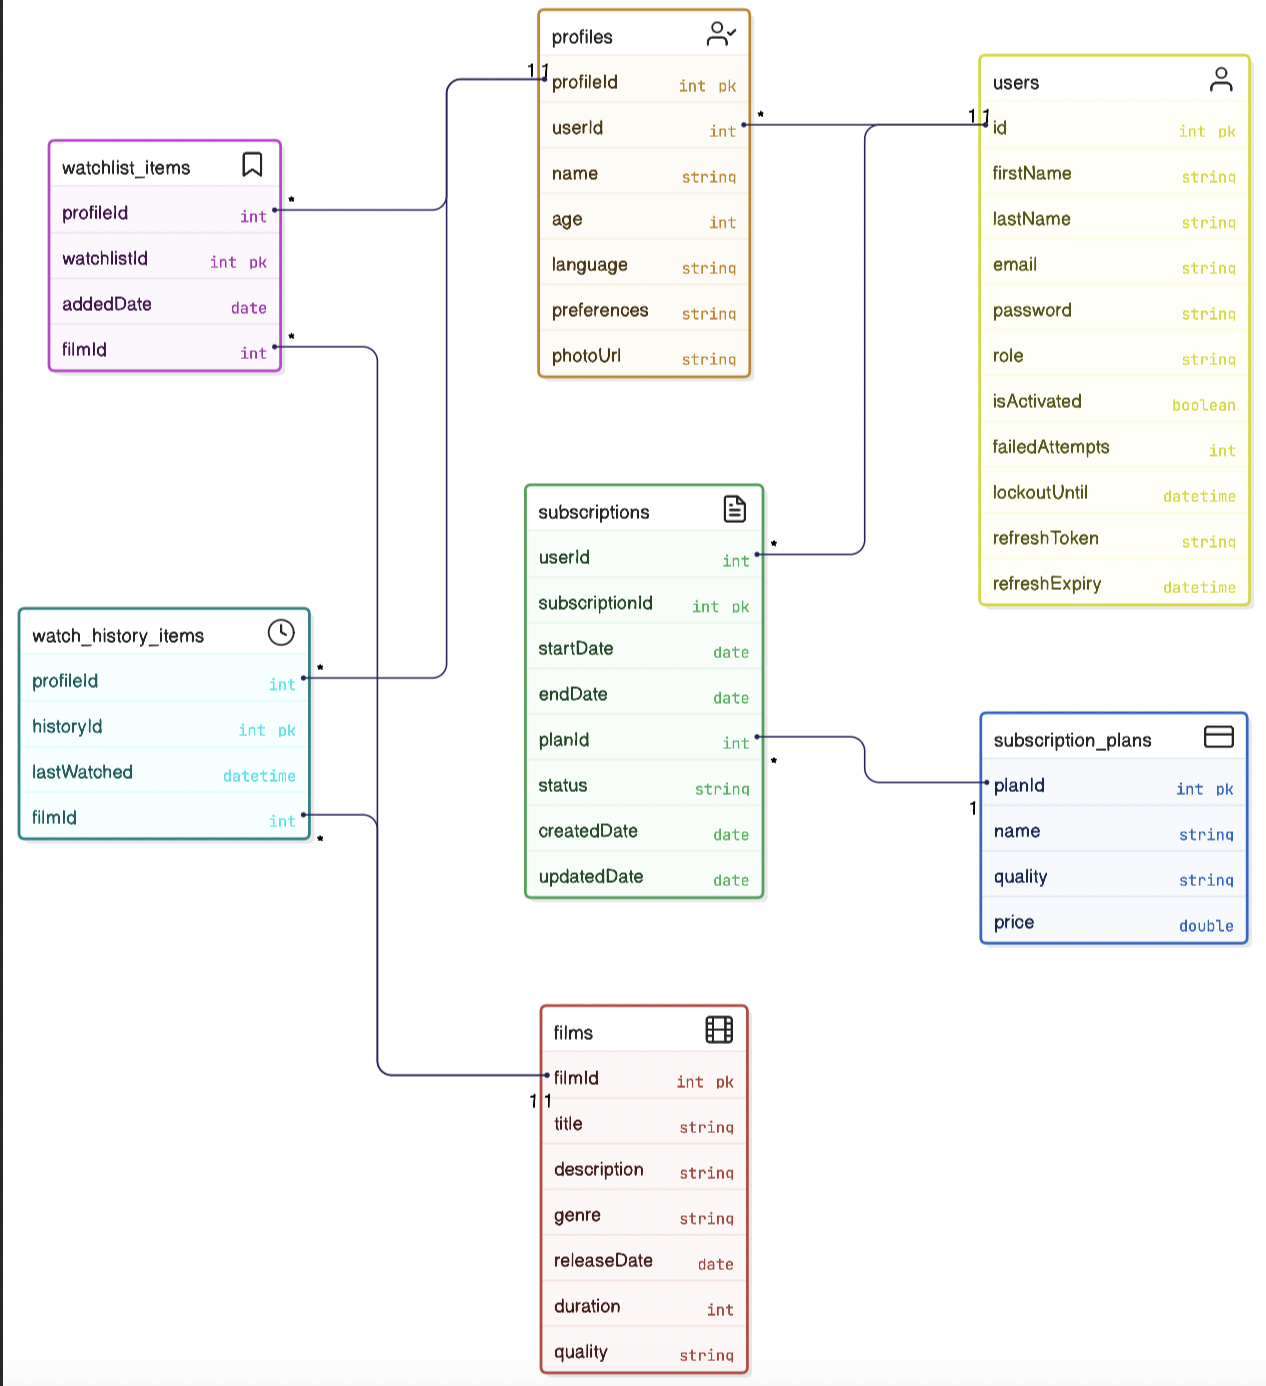 profiles
1 1
profileId int pk
userId int *
name string
age int
language string
preferences string
photoUrl string
users
1 1
id int pk
firstName string
lastName string
email string
password string
role string
isActivated boolean
failedAttempts int
lockoutUntil datetime
refreshToken string
refreshExpiry datetime
watchlist_items
profileId int *
watchlistId int pk
addedDate date
filmId int *
subscriptions
userId int *
subscriptionId int pk
startDate date
endDate date
planId int *
status string
createdDate date
updatedDate date
watch_history_items
profileId int *
historyId int pk
lastWatched datetime
filmId int *
subscription_plans
planId int pk
1
name string
quality string
price double
films
filmId int pk
1 1
title string
description string
genre string
releaseDate date
duration int
quality string